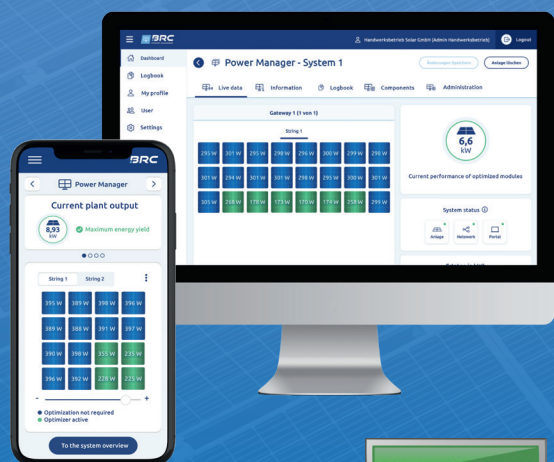 BRC
Handwerksbetrieb Solar GmbH (Admin Handwerksbetrieb)
Logout
Dashboard
Logbook
My profile
User
Settings
Power Manager - System 1
Anlage löschen
Live data
Information
Logbook
Components
Administration
Gateway 1 (1 von 1)
String 1
295 W 301 W 295 W 298 W 296 W 300 W 299 W 298 W
301 W 294 W 301 W 301 W 298 W 295 W 300 W 301 W
305 W 268 W 178 W 173 W 170 W 174 W 258 W 295 W
6,6
kW
Current performance of optimized modules
System status
Anlage
Netzwerk
Portal
BRC
Power Manager
Current plant output
8,93
kW
Maximum energy yield
String 1
String 2
395 W 389 W 398 W 396 W
389 W 388 W 391 W 397 W
390 W 398 W 355 W 235 W
396 W 392 W 228 W 225 W
- +
Optimization not required
Optimizer active
To the system overview